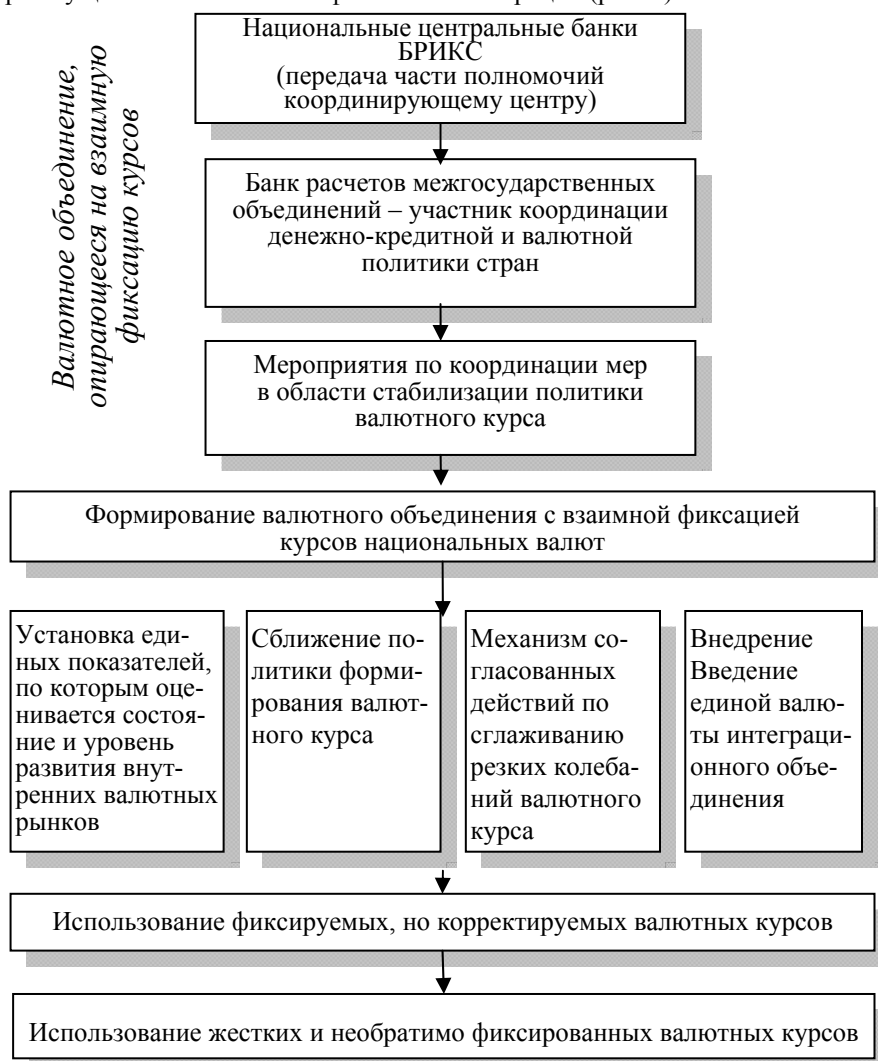 Национальные центральные банки
БРИКС
(передача части полномочий
координирующему центру)
Валютное объединение,
опирающееся на взаимную
фиксацию курсов
Банк расчетов межгосударственных
объединений – участник координации
денежно-кредитной и валютной
политики стран
Мероприятия по координации мер
в области стабилизации политики
валютного курса
Формирование валютного объединения с взаимной фиксацией
курсов национальных валют
Установка еди-
ных показателей,
по которым оце-
нивается состоя-
ние и уровень
развития внут-
ренних валютных
рынков
Сближение по-
литики форми-
рования валют-
ного курса
Механизм со-
гласованных
действий по
сглаживанию
резких колеба-
ний валютного
курса
Внедрение
Введение
единой валю-
ты интеграци-
онного объе-
динения
Использование фиксируемых, но корректируемых валютных курсов
Использование жестких и необратимо фиксированных валютных курсов